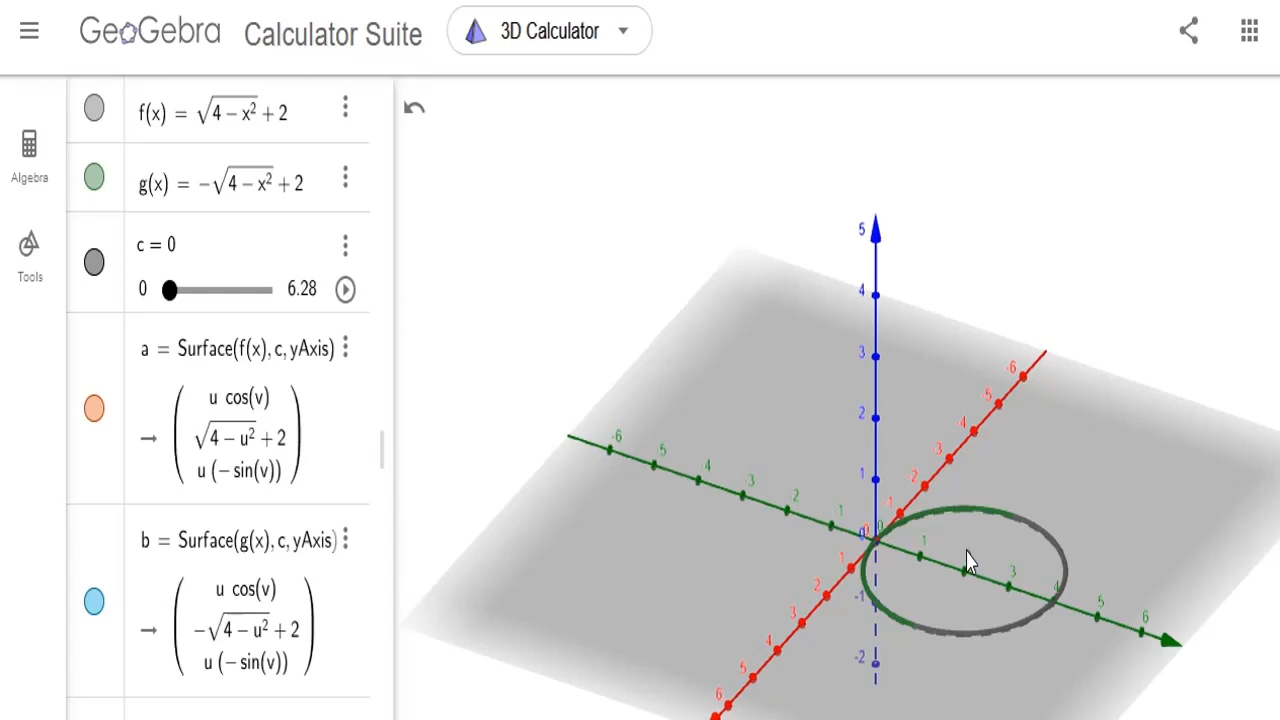 GeoGebra Calculator Suite 3D Calculator
Algebra
Tools
f(x) = √4 − x² + 2
g(x) = −√4 − x² + 2
c = 0
0 6.28
a = Surface(f(x), c, yAxis)
→ ( u cos(v)
√4 − u² + 2
u (− sin(v)) )
b = Surface(g(x), c, yAxis)
→ ( u cos(v)
−√4 − u² + 2
u (− sin(v)) )
5
4
3
2
1
0
-1
-2
-6
5
4
3
2
-1
0
1
2
3
4
5
6
-6
5
4
3
2
1
0
1
3
4
5
6